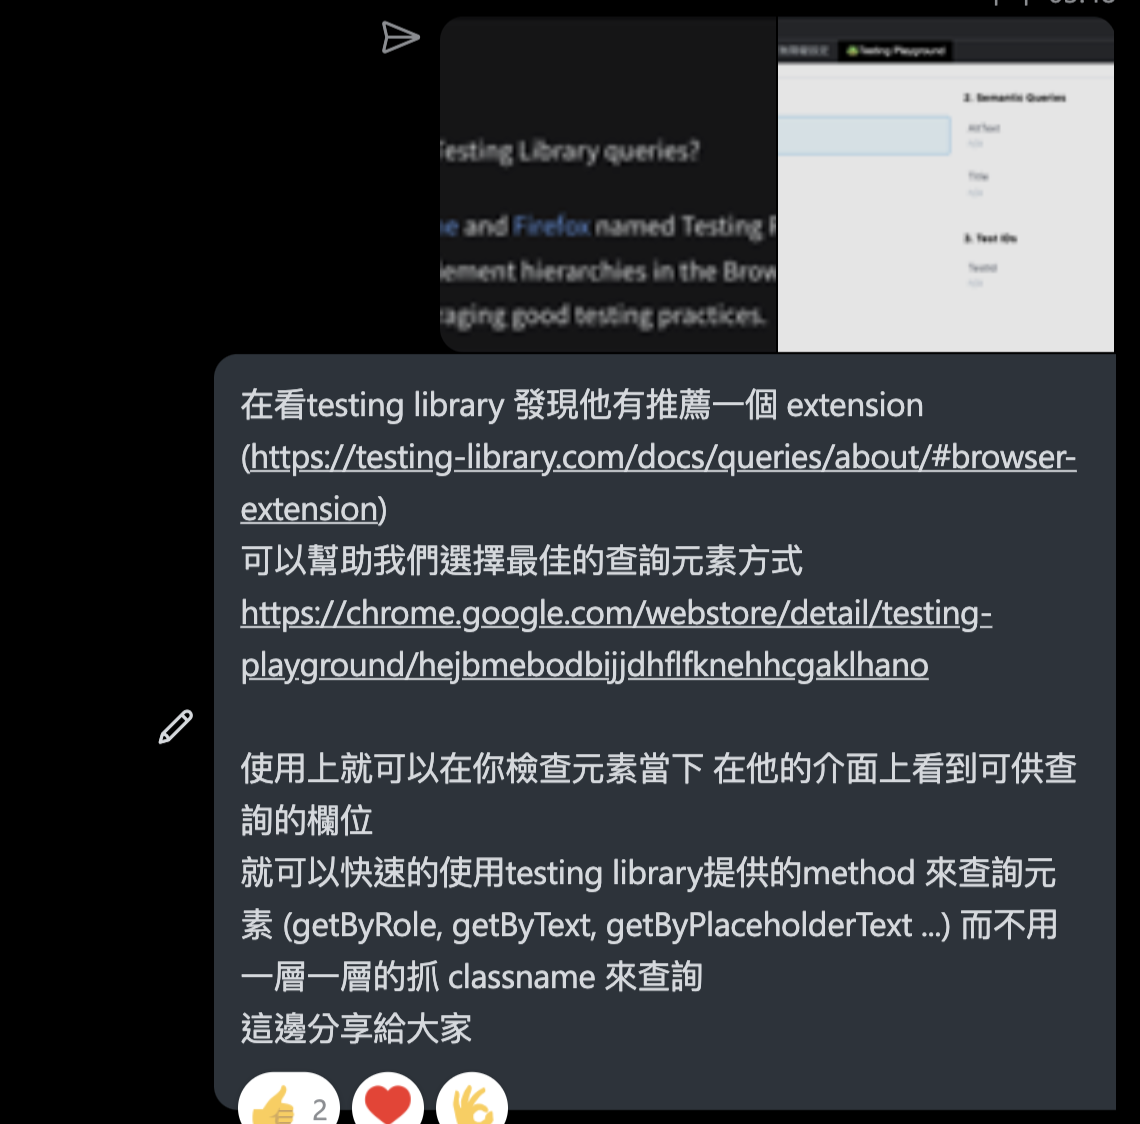 Testing Playground
2. Semantic Queries
AltText
Title
3. Test IDs
TestId
Testing Library queries?
and Firefox named Testing
hierarchies in the
good testing practices.
在看testing library 發現他有推薦一個 extension
(https://testing-library.com/docs/queries/about/#browser-
extension)
可以幫助我們選擇最佳的查詢元素方式
https://chrome.google.com/webstore/detail/testing-
playground/hejbmebodbijjdhflfknehhcgaklhano
使用上就可以在你檢查元素當下 在他的介面上看到可供查
詢的欄位
就可以快速的使用testing library提供的method 來查詢元
素 (getByRole, getByText, getByPlaceholderText ...) 而不用
一層一層的抓 classname 來查詢
這邊分享給大家
2